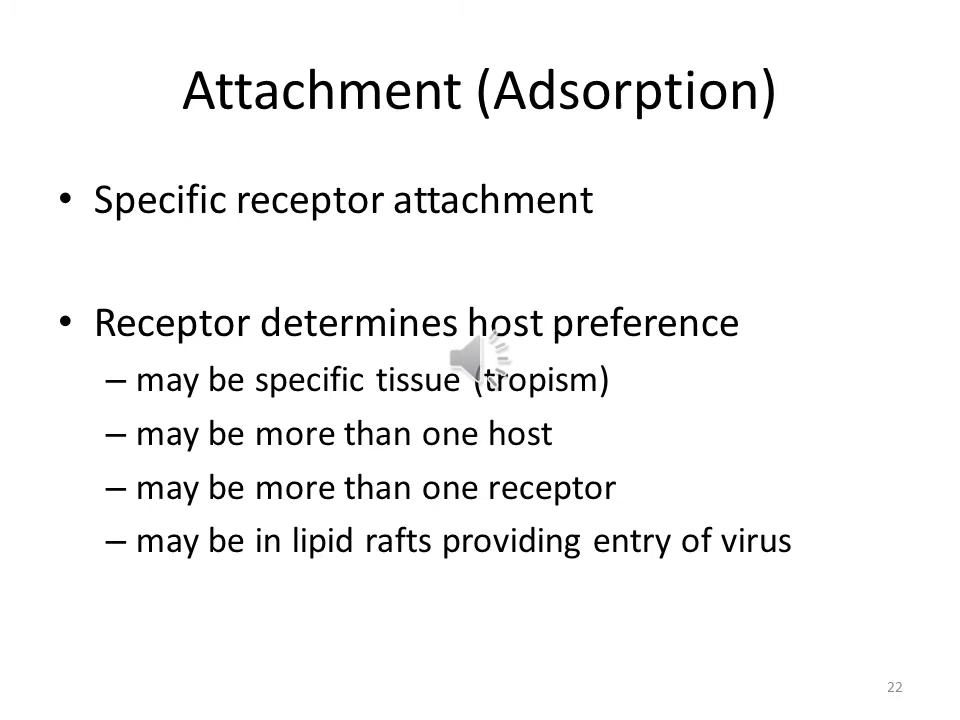 Attachment (Adsorption)
• Specific receptor attachment
• Receptor determines host preference
– may be specific tissue (tropism)
– may be more than one host
– may be more than one receptor
– may be in lipid rafts providing entry of virus
22